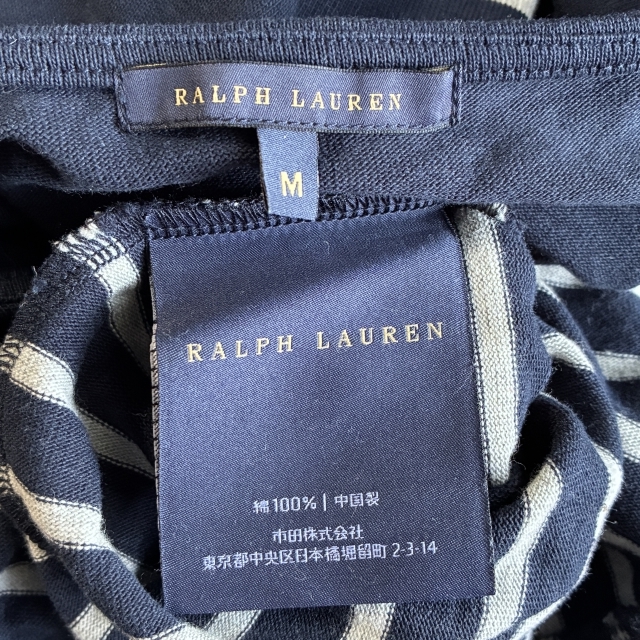 RALPH LAUREN
M
RALPH LAUREN
綿100% | 中国製
市田株式会社
東京都中央区日本橋堀留町 2-3-14